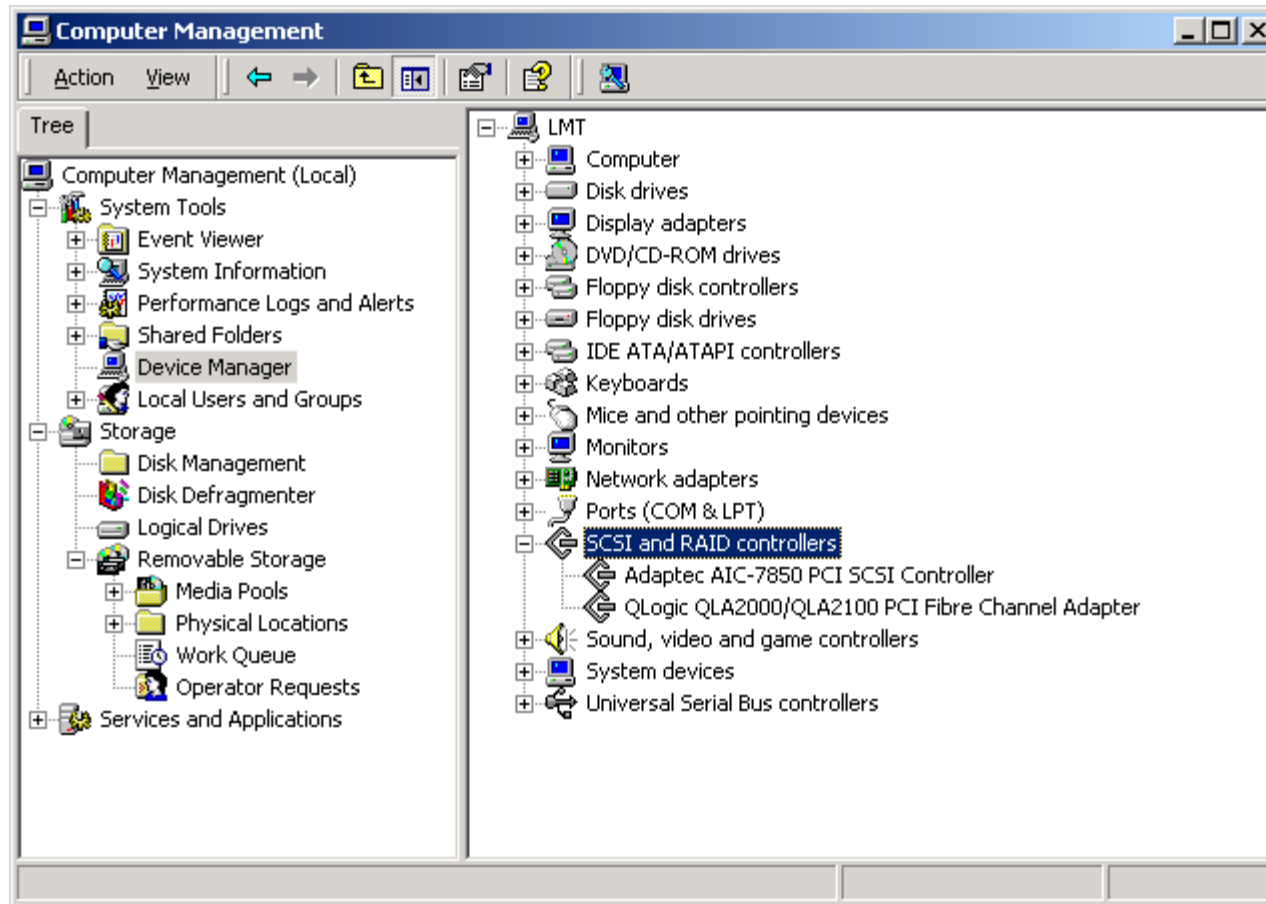 Computer Management
Action View
Tree
Computer Management (Local)
System Tools
Event Viewer
System Information
Performance Logs and Alerts
Shared Folders
Device Manager
Local Users and Groups
Storage
Disk Management
Disk Defragmenter
Logical Drives
Removable Storage
Media Pools
Physical Locations
Work Queue
Operator Requests
Services and Applications
LMT
Computer
Disk drives
Display adapters
DVD/CD-ROM drives
Floppy disk controllers
Floppy disk drives
IDE ATA/ATAPI controllers
Keyboards
Mice and other pointing devices
Monitors
Network adapters
Ports (COM & LPT)
SCSI and RAID controllers
Adaptec AIC-7850 PCI SCSI Controller
QLogic QLA2000/QLA2100 PCI Fibre Channel Adapter
Sound, video and game controllers
System devices
Universal Serial Bus controllers